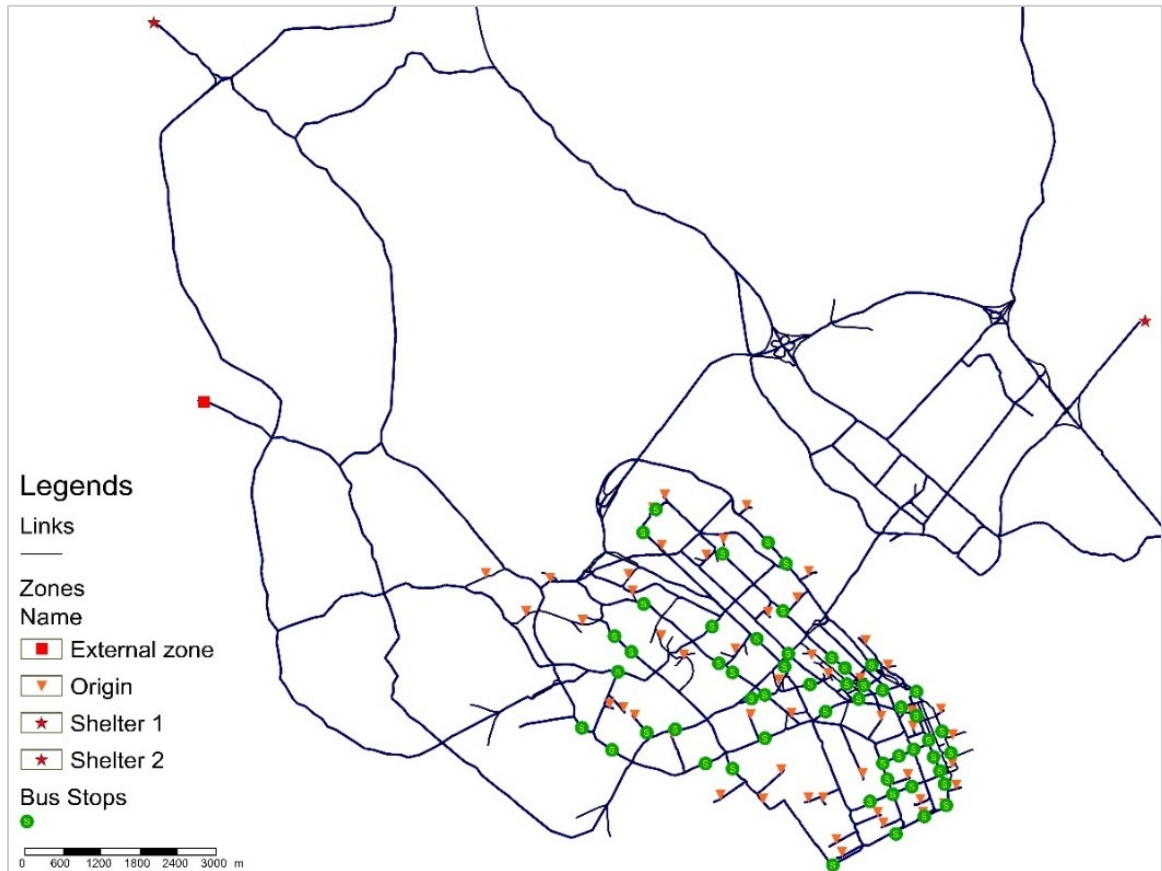 Legends
Links
Zones
Name
External zone
Origin
Shelter 1
Shelter 2
Bus Stops
S
0 600 1200 1800 2400 3000 m